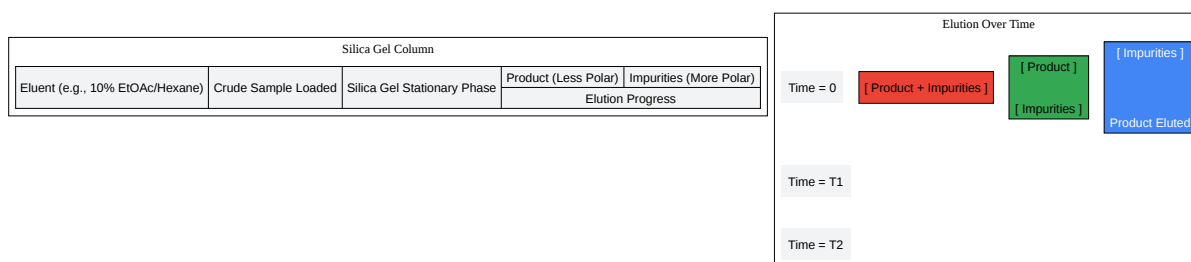 Silica Gel Column
Eluent (e.g., 10% EtOAc/Hexane)
Crude Sample Loaded
Silica Gel Stationary Phase
Product (Less Polar)
Impurities (More Polar)
Elution Progress
Elution Over Time
Time = 0
[ Product + Impurities ]
[ Product ]
[ Impurities ]
[ Impurities ]
Product Eluted
Time = T1
Time = T2